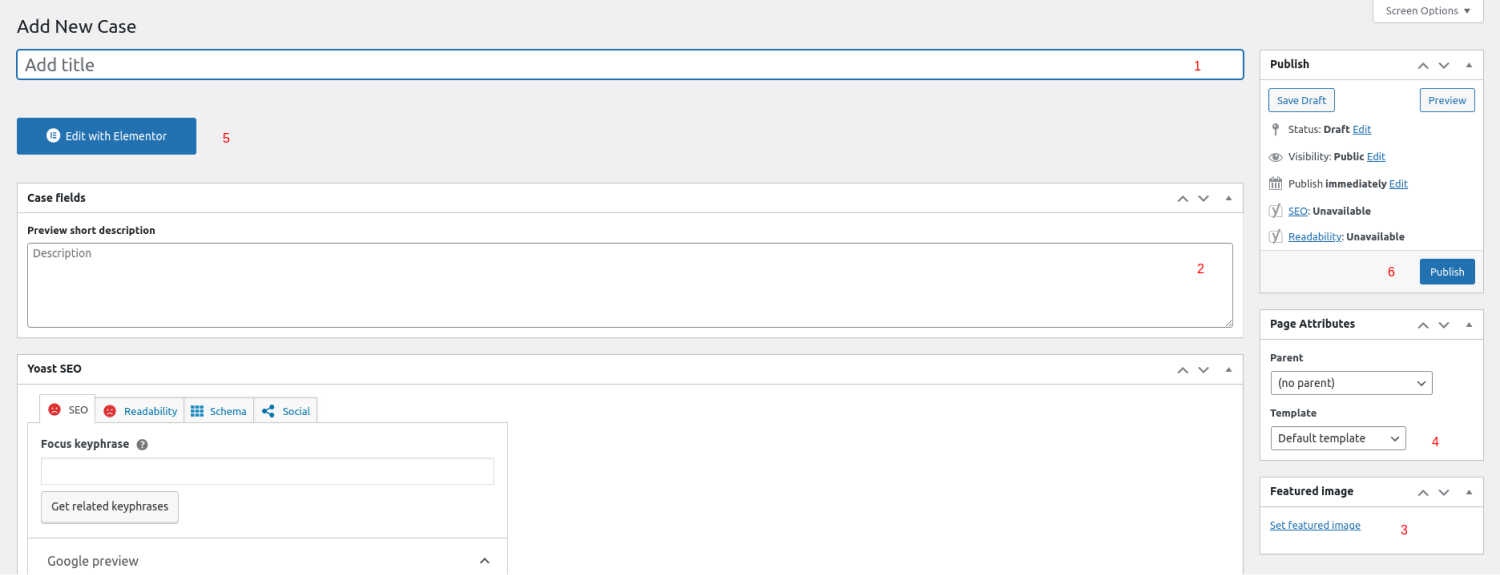 Screen Options
Add New Case
Add title
1
Edit with Elementor
5
Case fields
Preview short description
Description
2
Yoast SEO
SEO
Readability
Schema
Social
Focus keyphrase ?
Get related keyphrases
Google preview
Publish
Save Draft
Preview
Status: Draft Edit
Visibility: Public Edit
Publish immediately Edit
SEO: Unavailable
Readability: Unavailable
6
Publish
Page Attributes
Parent
(no parent)
Template
Default template
4
Featured image
Set featured image
3